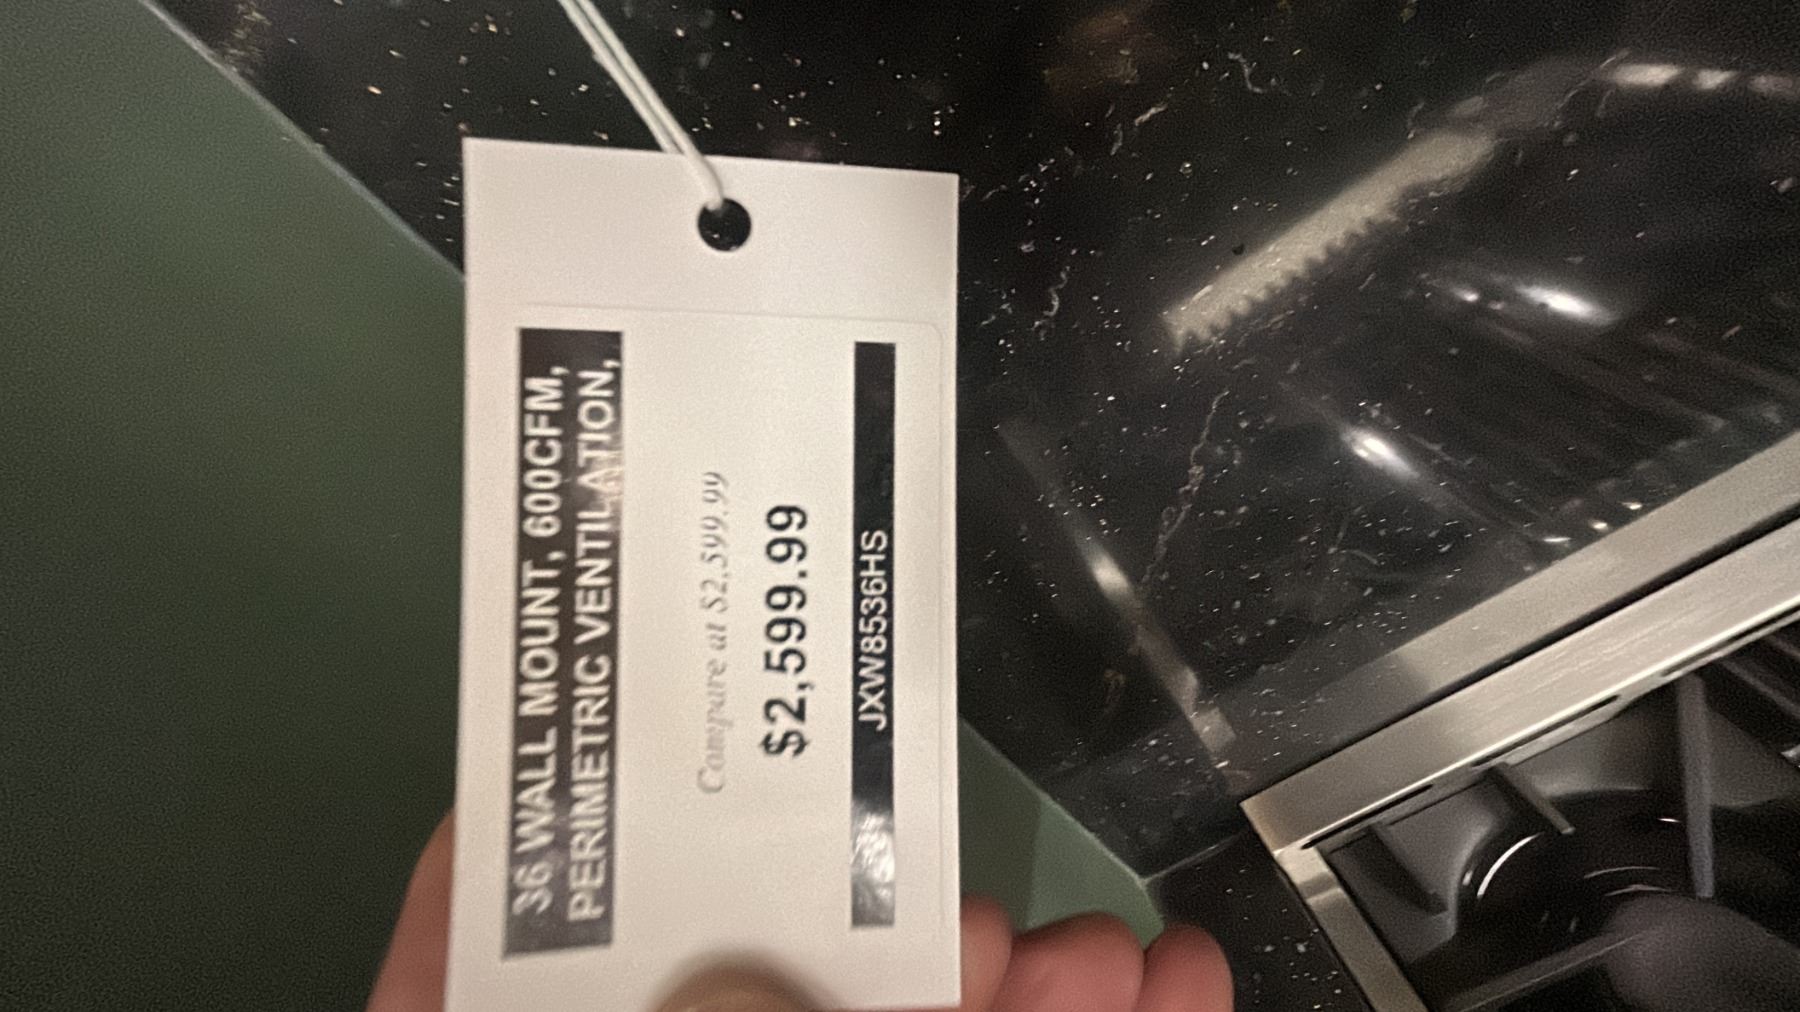 36 WALL MOUNT, 600CFM,
PERIMETRIC VENTILATION,
Compare at $2,599.99
$2,599.99
JXW8536HS